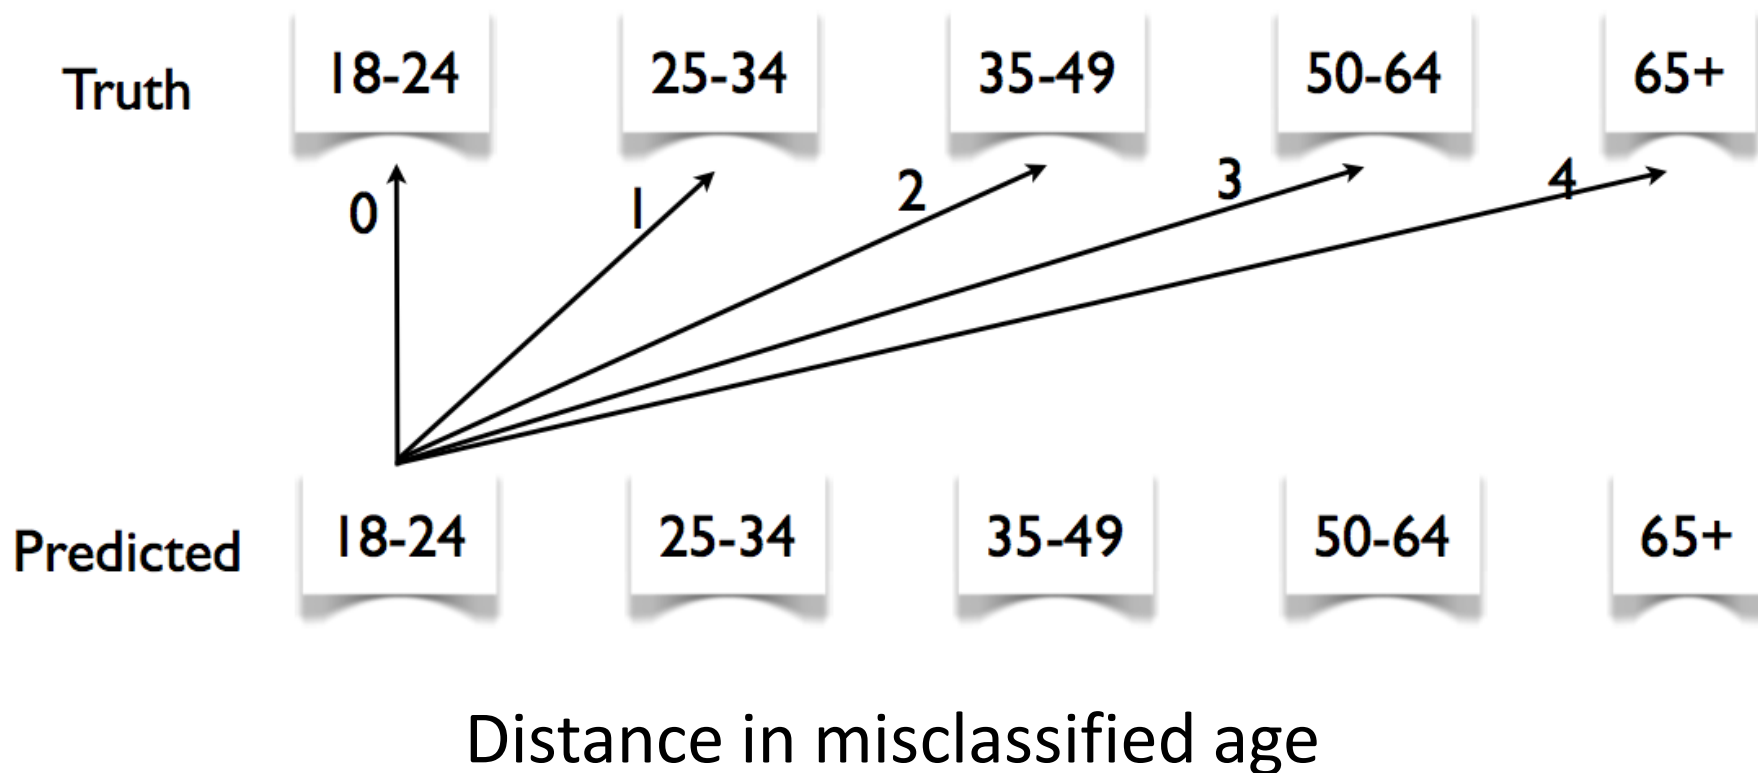 Truth 18-24 25-34 35-49 50-64 65+
0 1 2 3 4
Predicted 18-24 25-34 35-49 50-64 65+
Distance in misclassified age